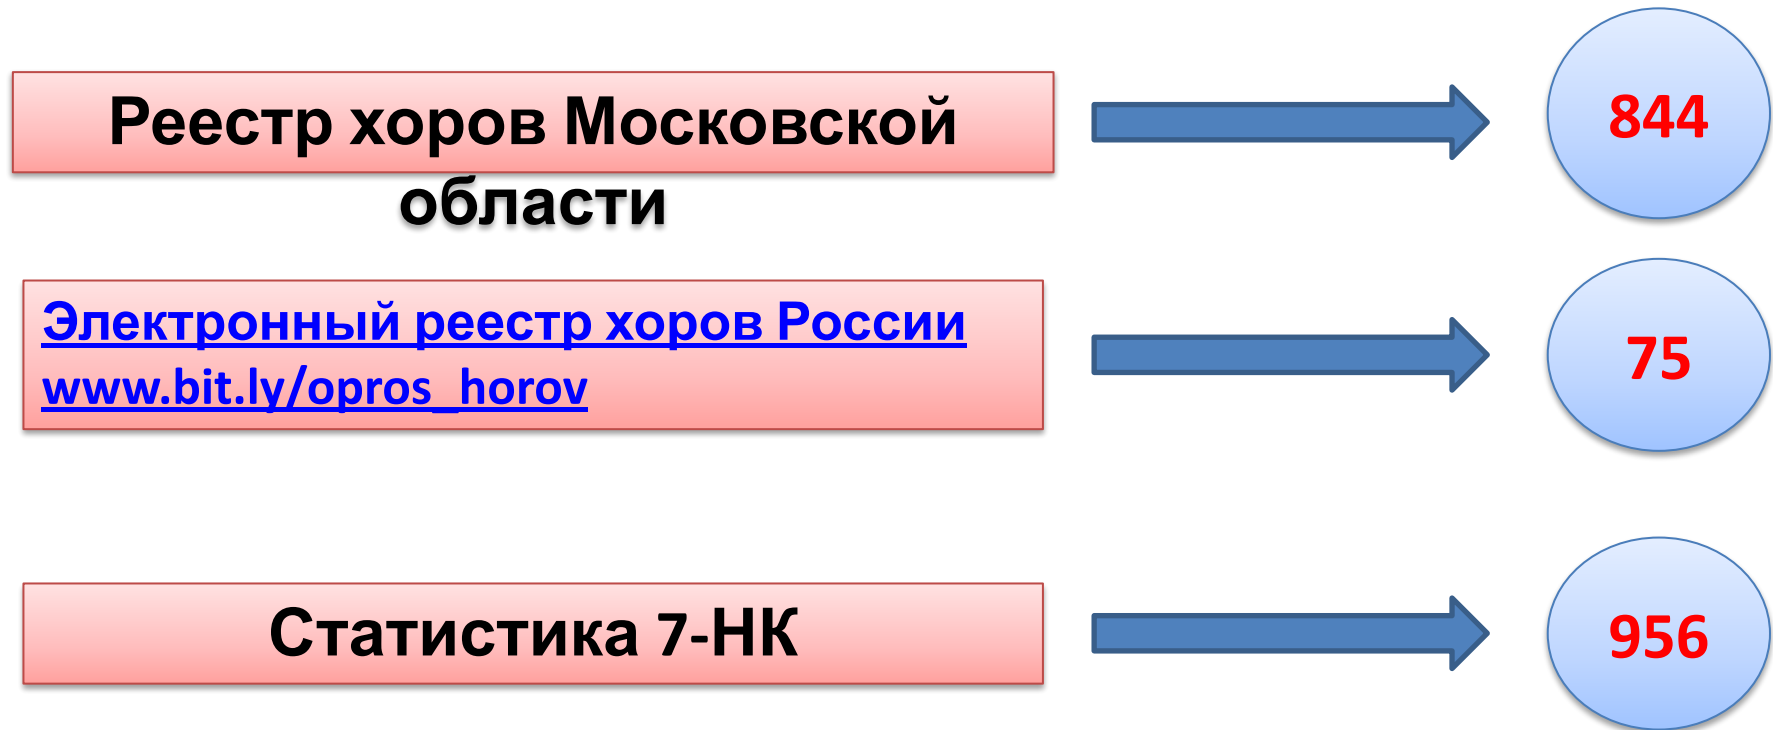 Реестр хоров Московской
области
844
Электронный реестр хоров России
www.bit.ly/opros_horov
75
Статистика 7-НК
956